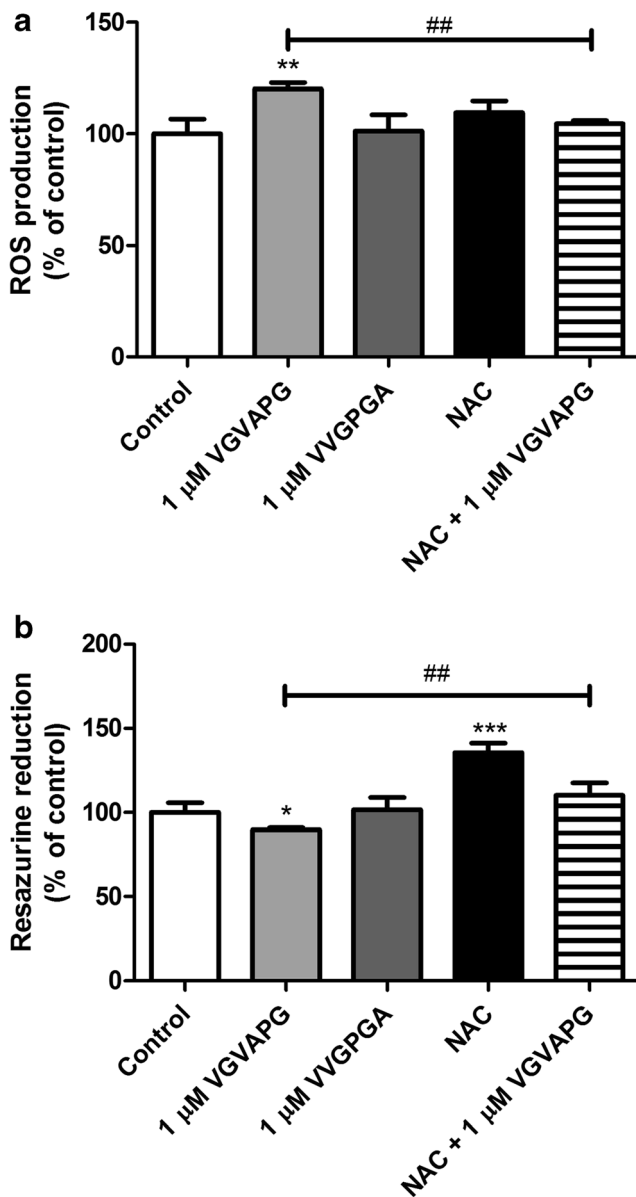 a
ROS production
(% of control)
150
100
50
0
##
**
Control
1 μM VGVAPG
1 μM VVGPGA
NAC
NAC + 1 μM VGVAPG
b
Resazurine reduction
(% of control)
200
150
100
50
0
##
*
***
Control
1 μM VGVAPG
1 μM VVGPGA
NAC
NAC + 1 μM VGVAPG